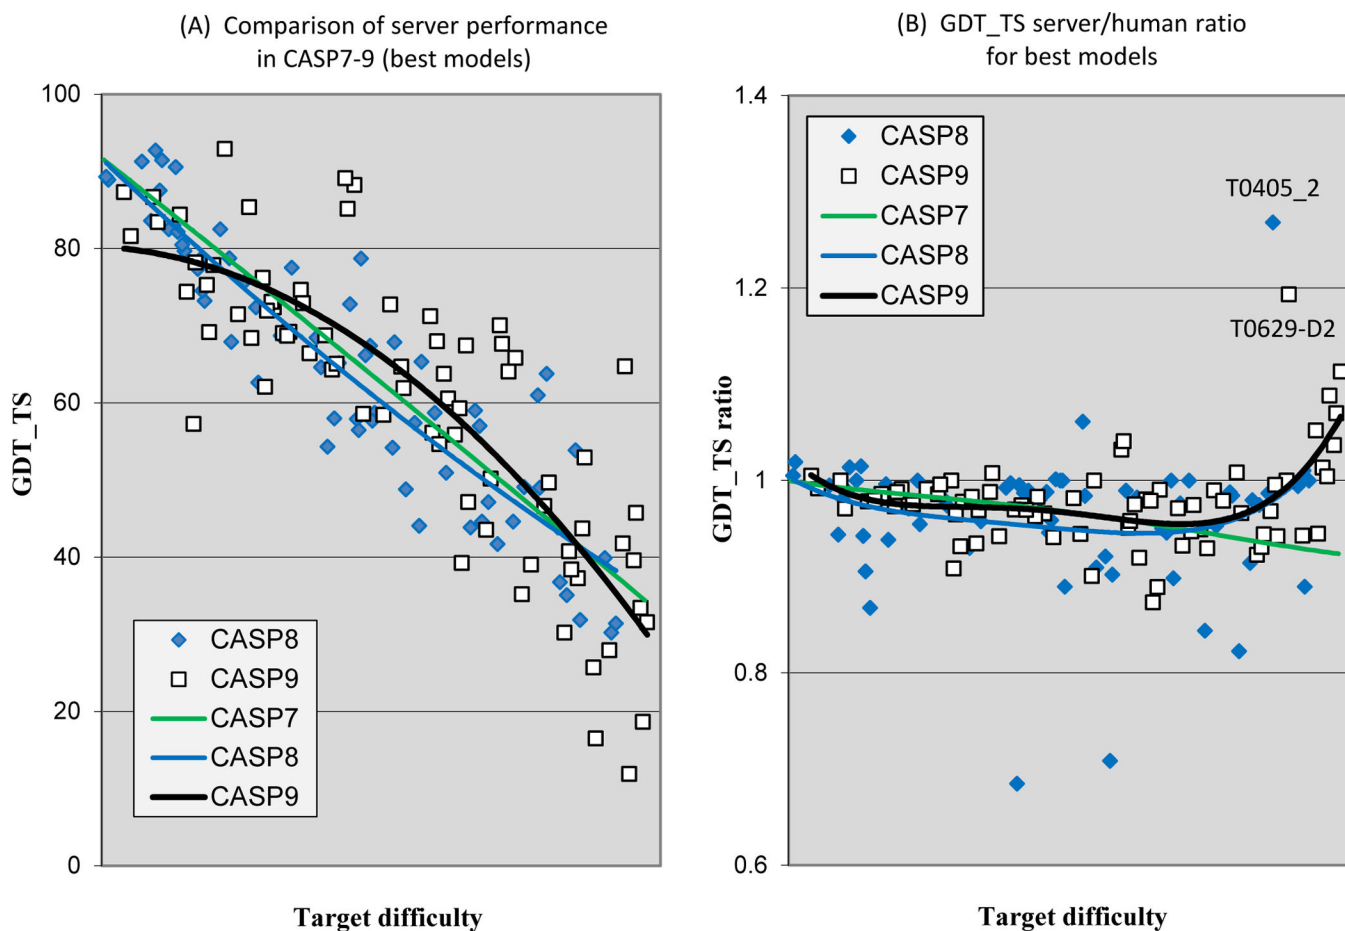 (A) Comparison of server performance
in CASP7-9 (best models)
100
80
60
40
20
0
GDT_TS
CASP8
CASP9
CASP7
CASP8
CASP9
Target difficulty
(B) GDT_TS server/human ratio
for best models
1.4
1.2
1
0.8
0.6
GDT_TS ratio
CASP8
CASP9
CASP7
CASP8
CASP9
T0405_2
T0629-D2
Target difficulty